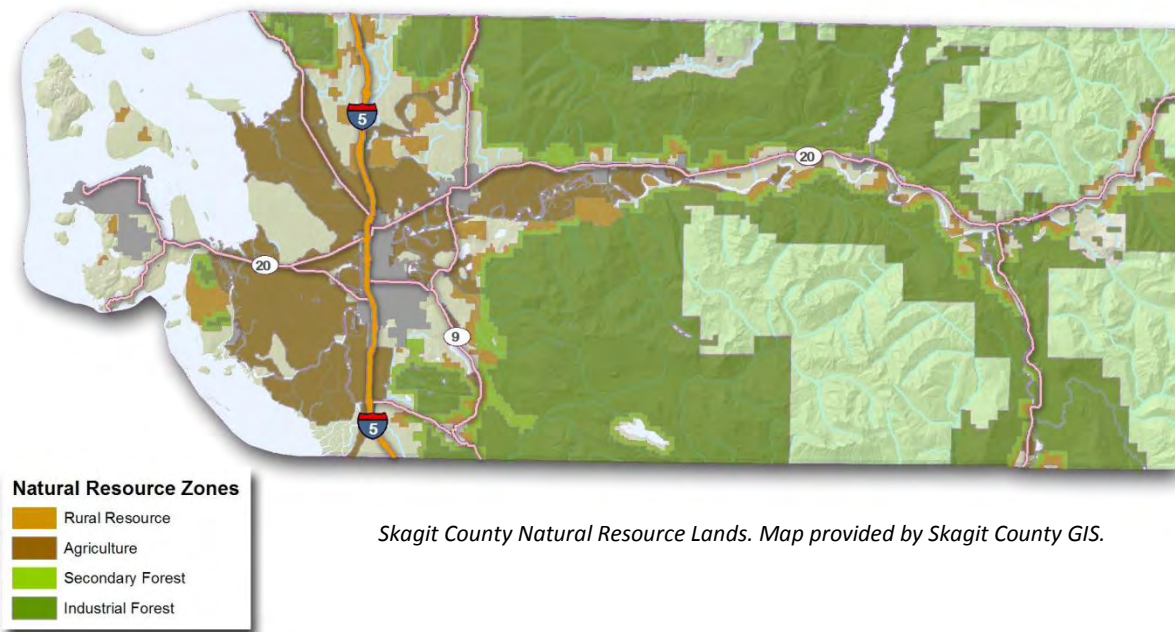 5
20
20
9
5
Natural Resource Zones
Rural Resource
Agriculture
Secondary Forest
Industrial Forest
Skagit County Natural Resource Lands. Map provided by Skagit County GIS.